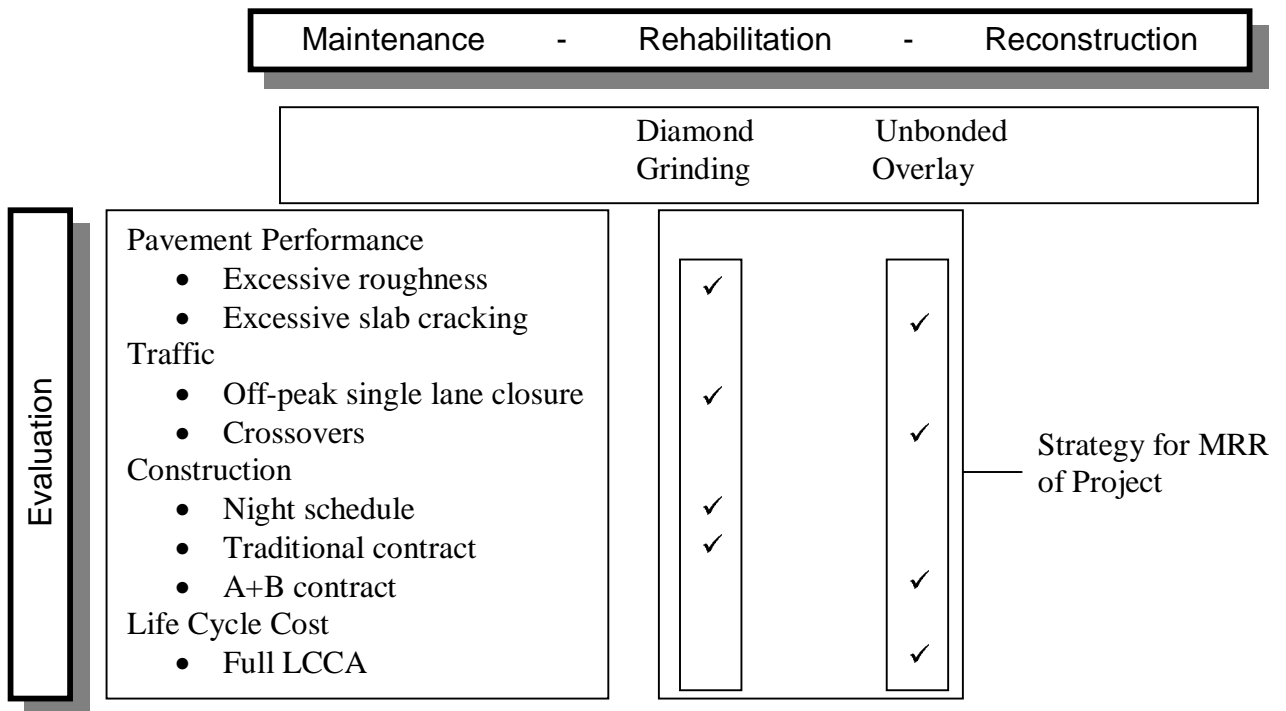 Maintenance - Rehabilitation - Reconstruction
Diamond Unbonded
Grinding Overlay
Evaluation
Pavement Performance
• Excessive roughness ✓
• Excessive slab cracking ✓
Traffic
• Off-peak single lane closure ✓
• Crossovers ✓
Construction
• Night schedule ✓
• Traditional contract ✓
• A+B contract ✓
Life Cycle Cost
• Full LCCA ✓
Strategy for MRR
of Project